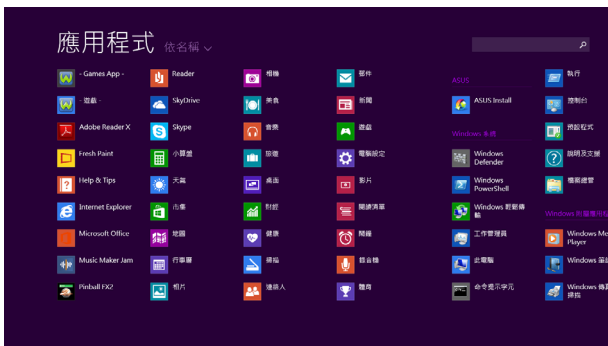 應用程式 依名稱
- Games App -
- 遊戲 -
Adobe Reader X
Fresh Paint
Help & Tips
Internet Explorer
Microsoft Office
Music Maker Jam
Pinball FX2
Reader
SkyDrive
Skype
小算盤
天氣
市集
地圖
行事曆
相片
相機
美食
音樂
旅遊
桌面
財經
健康
掃描
連絡人
郵件
新聞
遊戲
電腦設定
影片
閱讀清單
鬧鐘
錄音機
體育
ASUS
ASUS Install
Windows 系統
Windows
Defender
Windows
PowerShell
Windows 輕鬆傳
輸
工作管理員
此電腦
命令提示字元
執行
控制台
預設程式
說明及支援
檔案總管
Windows 附屬應用程
Windows Me
Player
Windows 筆記
Windows 傳真
掃描